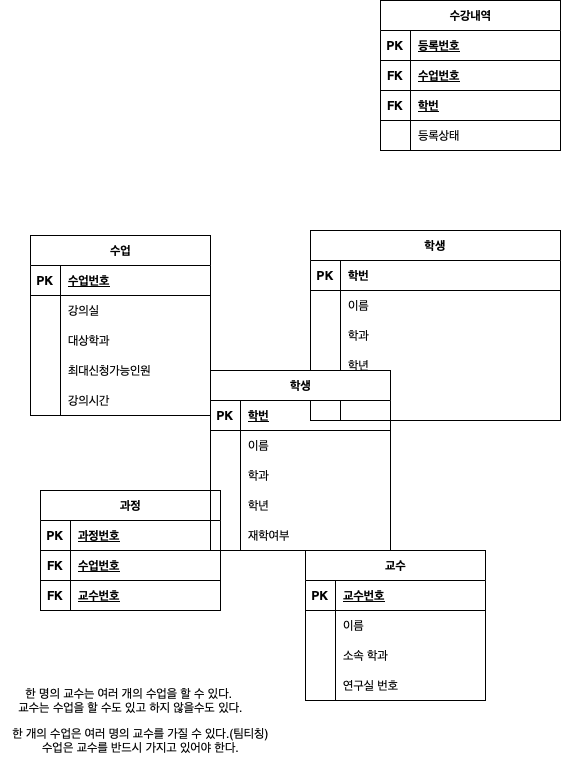 수강내역
PK 등록번호
FK 수업번호
FK 학번
등록상태
수업
PK 수업번호
강의실
대상학과
최대신청가능인원
강의시간
학생
PK 학번
이름
학과
학년
학생
PK 학번
이름
학과
학년
재학여부
과정
PK 과정번호
FK 수업번호
FK 교수번호
교수
PK 교수번호
이름
소속 학과
연구실 번호
한 명의 교수는 여러 개의 수업을 할 수 있다.
교수는 수업을 할 수도 있고 하지 않을수도 있다.
한 개의 수업은 여러 명의 교수를 가질 수 있다.(팀티칭)
수업은 교수를 반드시 가지고 있어야 한다.